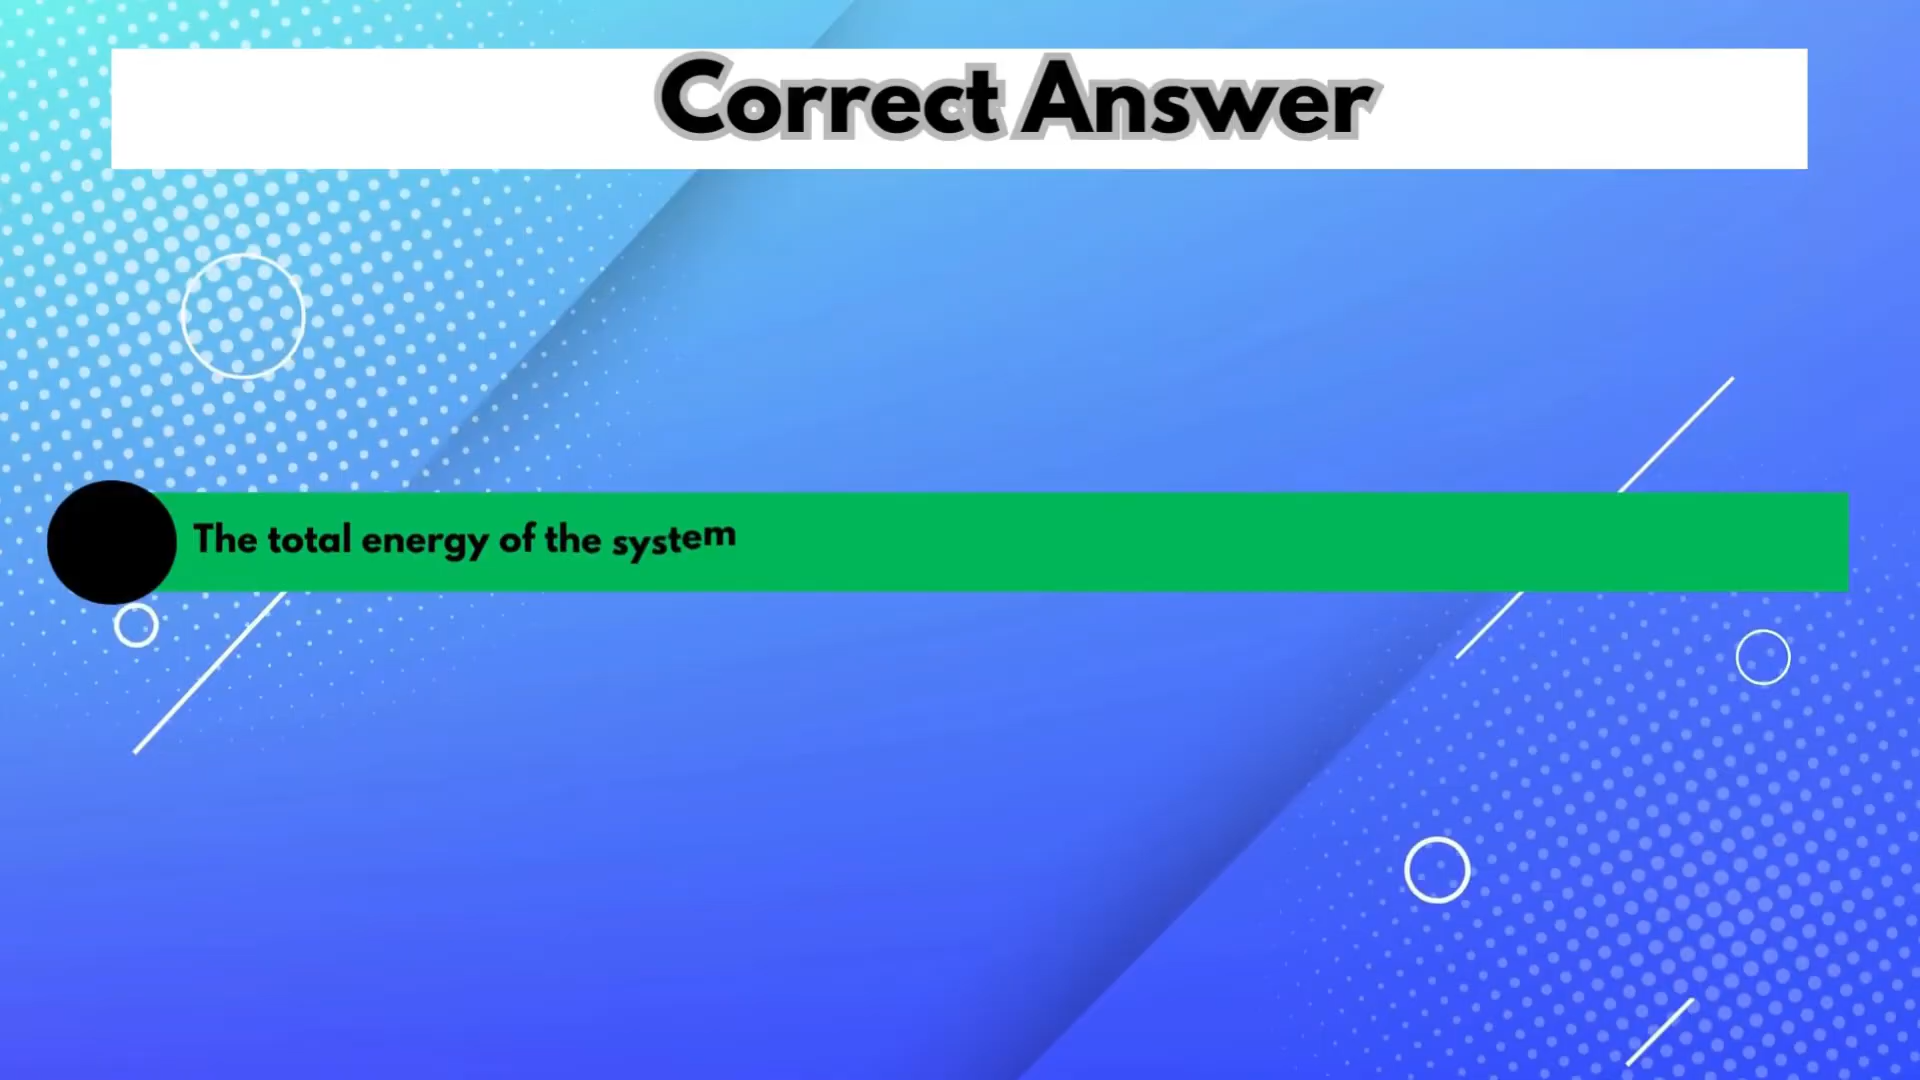 Correct Answer
The total energy of the system